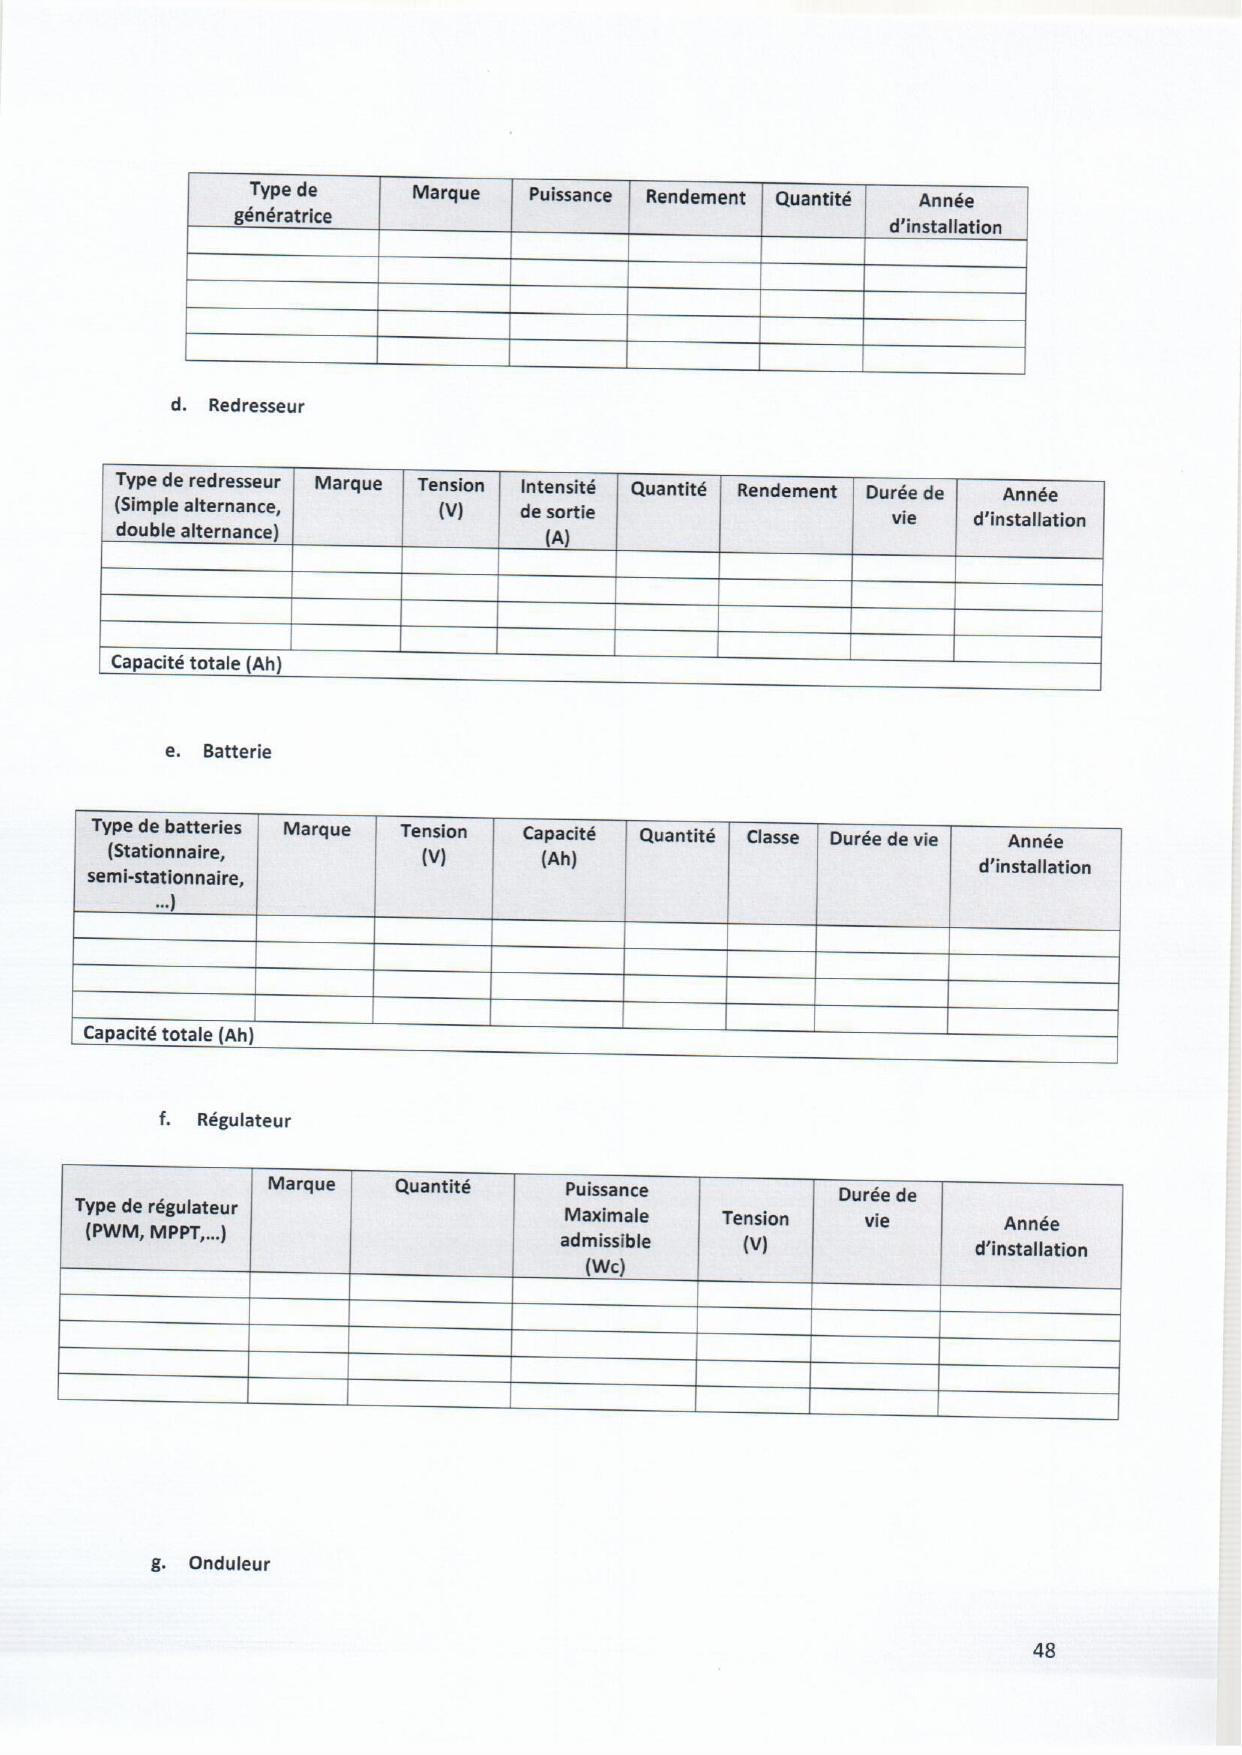 Type de génératrice Marque Puissance Rendement Quantité Année d'installation
d. Redresseur
Type de redresseur (Simple alternance, double alternance) Marque Tension (V) Intensité de sortie (A) Quantité Rendement Durée de vie Année d'installation
Capacité totale (Ah)
e. Batterie
Type de batteries (Stationnaire, semi-stationnaire, ...) Marque Tension (V) Capacité (Ah) Quantité Classe Durée de vie Année d'installation
Capacité totale (Ah)
f. Régulateur
Type de régulateur (PWM, MPPT,...) Marque Quantité Puissance Maximale admissible (Wc) Tension (V) Durée de vie Année d'installation
g. Onduleur
48